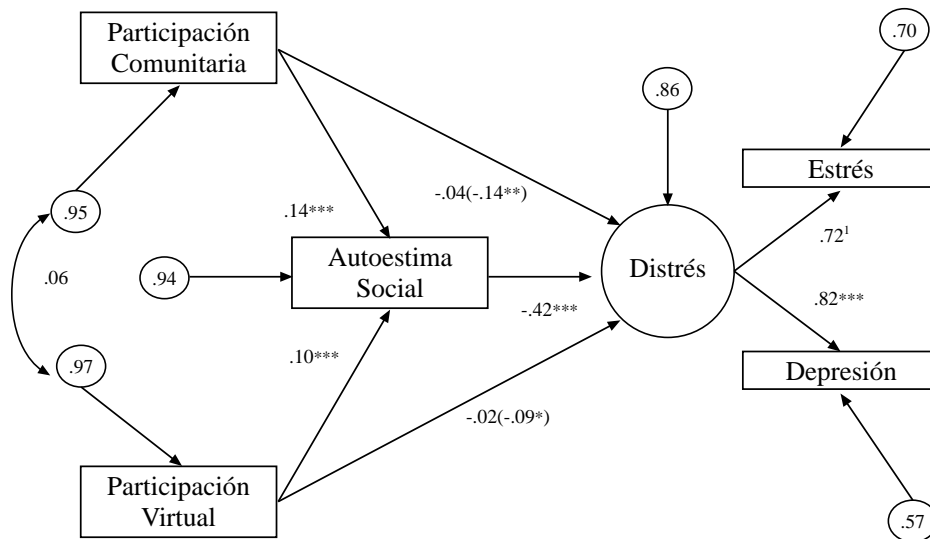 Participación
Comunitaria
.70
.86
Estrés
-.04(-.14**)
.14***
.95
.72¹
Autoestima
Social
Distrés
.06
.94
.82***
-.42***
.10***
.97
Depresión
-.02(-.09*)
Participación
Virtual
.57